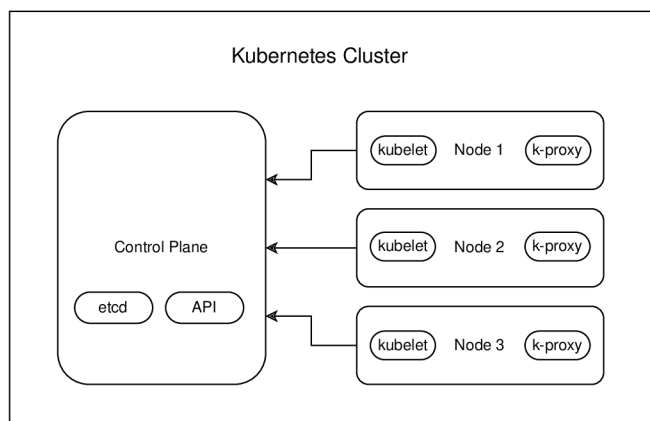 Kubernetes Cluster
kubelet Node 1 k-proxy
Control Plane
kubelet Node 2 k-proxy
etcd API
kubelet Node 3 k-proxy